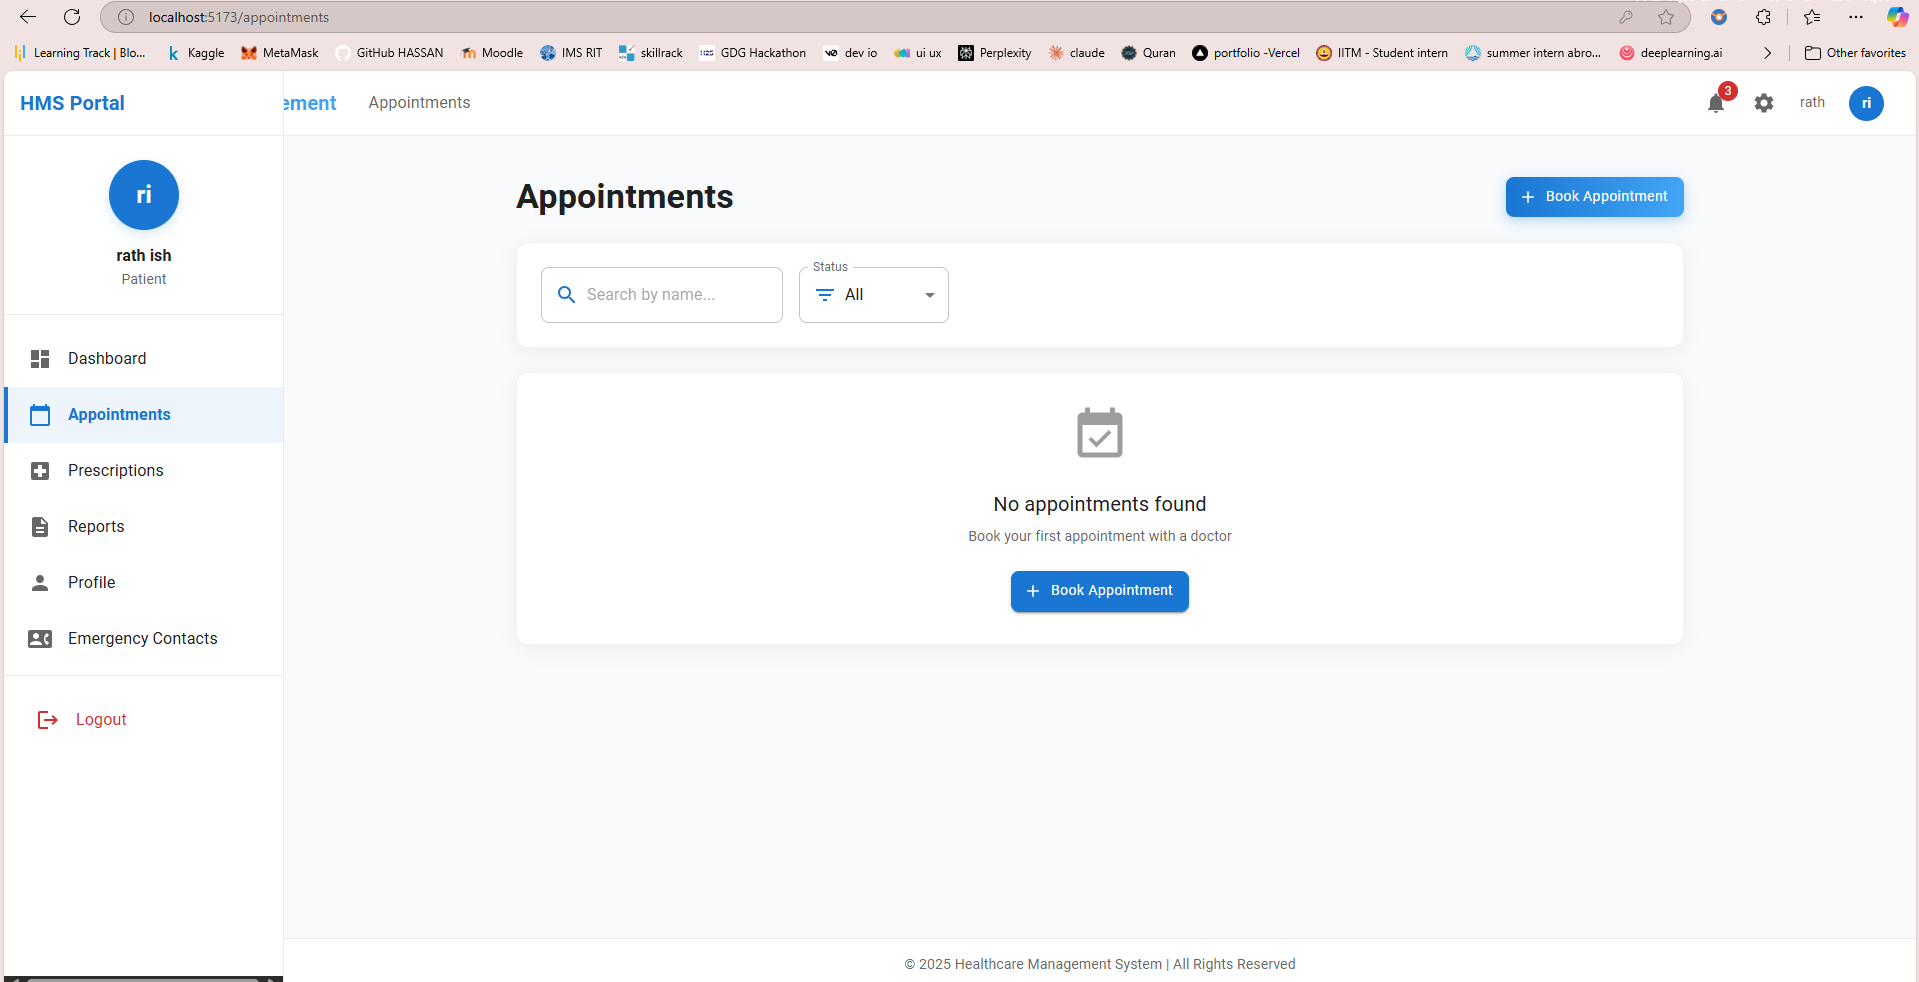 localhost:5173/appointments
Learning Track | Blo...
Kaggle
MetaMask
GitHub HASSAN
Moodle
IMS RIT
skillrack
GDG Hackathon
dev io
ui ux
Perplexity
claude
Quran
portfolio -Vercel
IITM - Student intern
summer intern abro...
deeplearning.ai
Other favorites
HMS Portal
ement
Appointments
3
rath
ri
ri
rath ish
Patient
Dashboard
Appointments
Prescriptions
Reports
Profile
Emergency Contacts
Logout
Appointments
+ Book Appointment
Search by name...
Status
All
No appointments found
Book your first appointment with a doctor
+ Book Appointment
© 2025 Healthcare Management System | All Rights Reserved